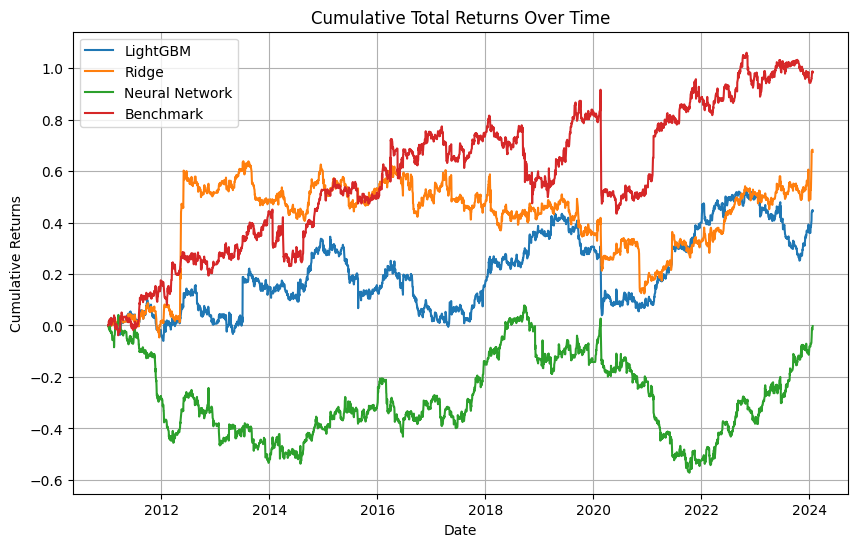 Cumulative Total Returns Over Time
LightGBM
Ridge
Neural Network
Benchmark
Cumulative Returns
1.0
0.8
0.6
0.4
0.2
0.0
−0.2
−0.4
−0.6
2012 2014 2016 2018 2020 2022 2024
Date